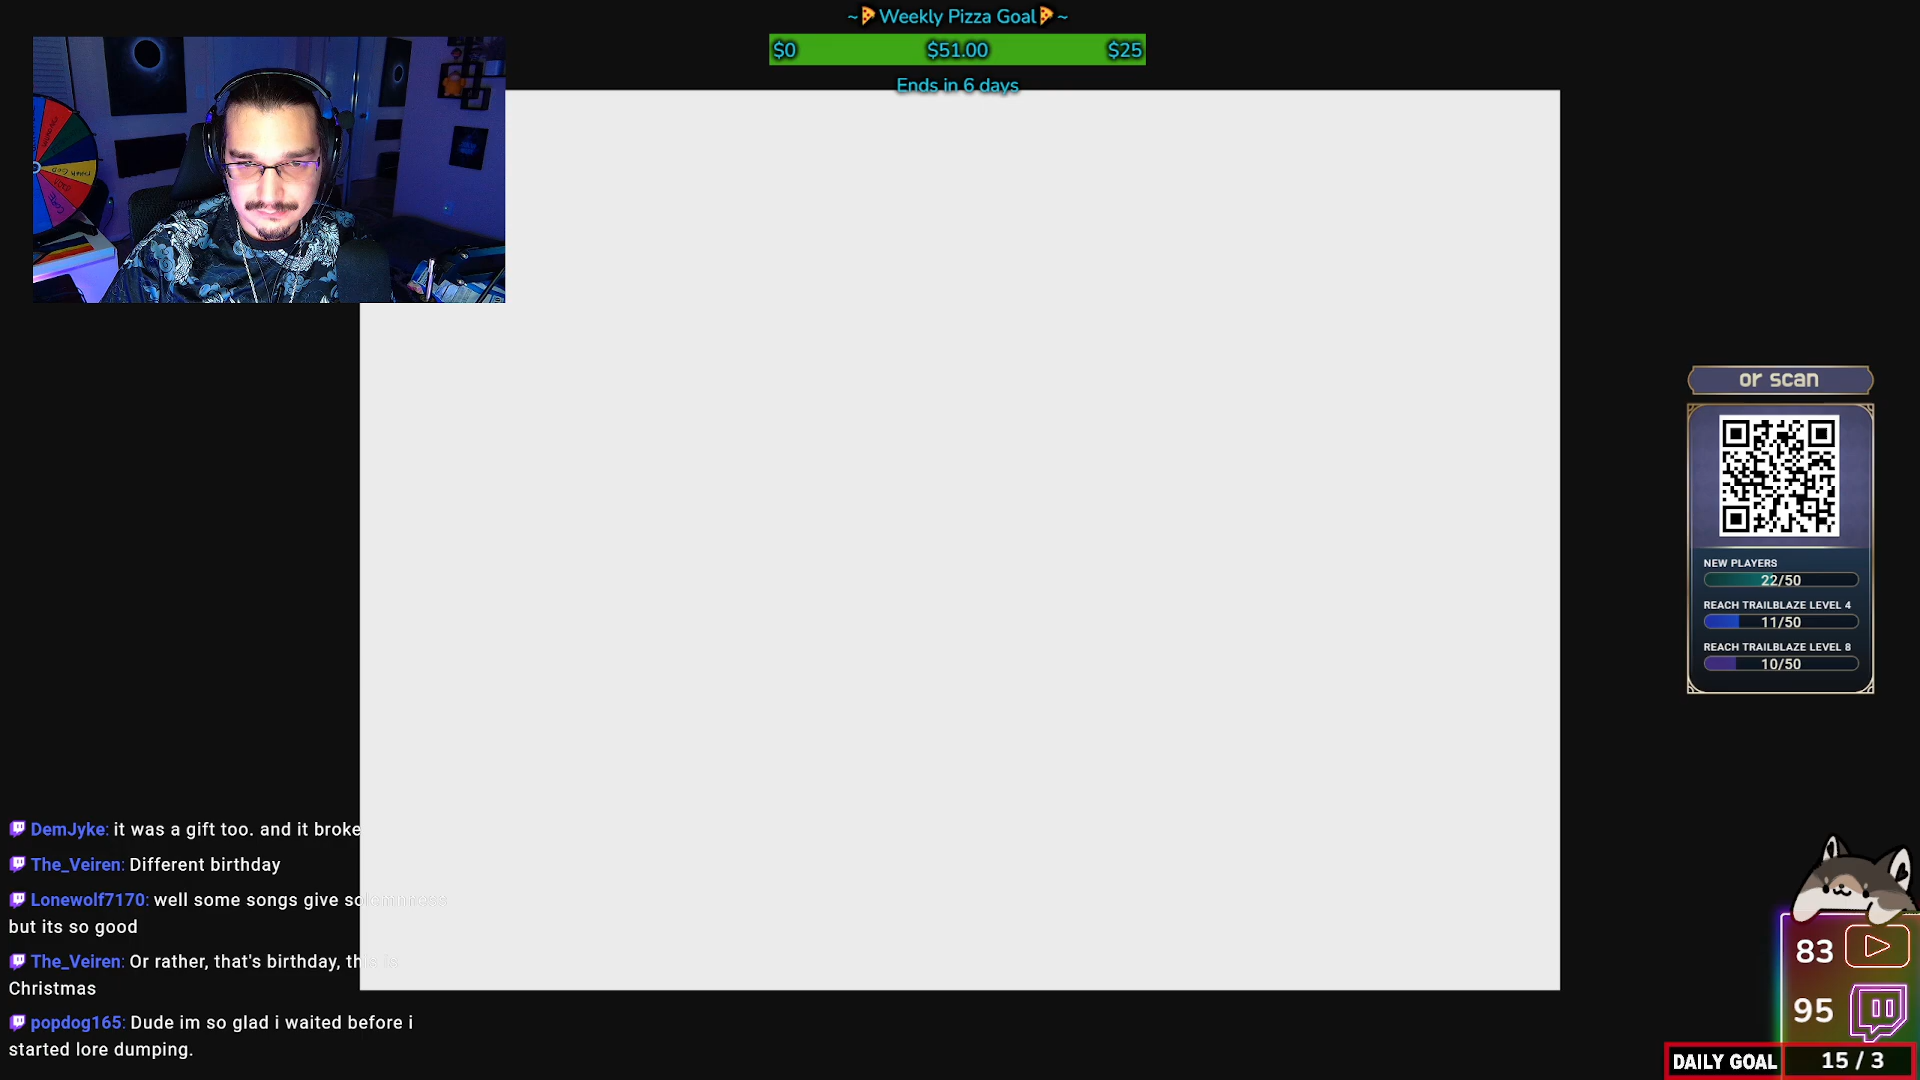 ~🍕Weekly Pizza Goal🍕~
$0 $51.00 $25
Ends in 6 days
or scan
NEW PLAYERS
22/50
REACH TRAILBLAZE LEVEL 4
11/50
REACH TRAILBLAZE LEVEL 8
10/50
DemJyke: it was a gift too. and it broke
The_Veiren: Different birthday
Lonewolf7170: well some songs give solemnness
but its so good
The_Veiren: Or rather, that's birthday, this is
Christmas
popdog165: Dude im so glad i waited before i
started lore dumping.
83
95
DAILY GOAL 15 / 3